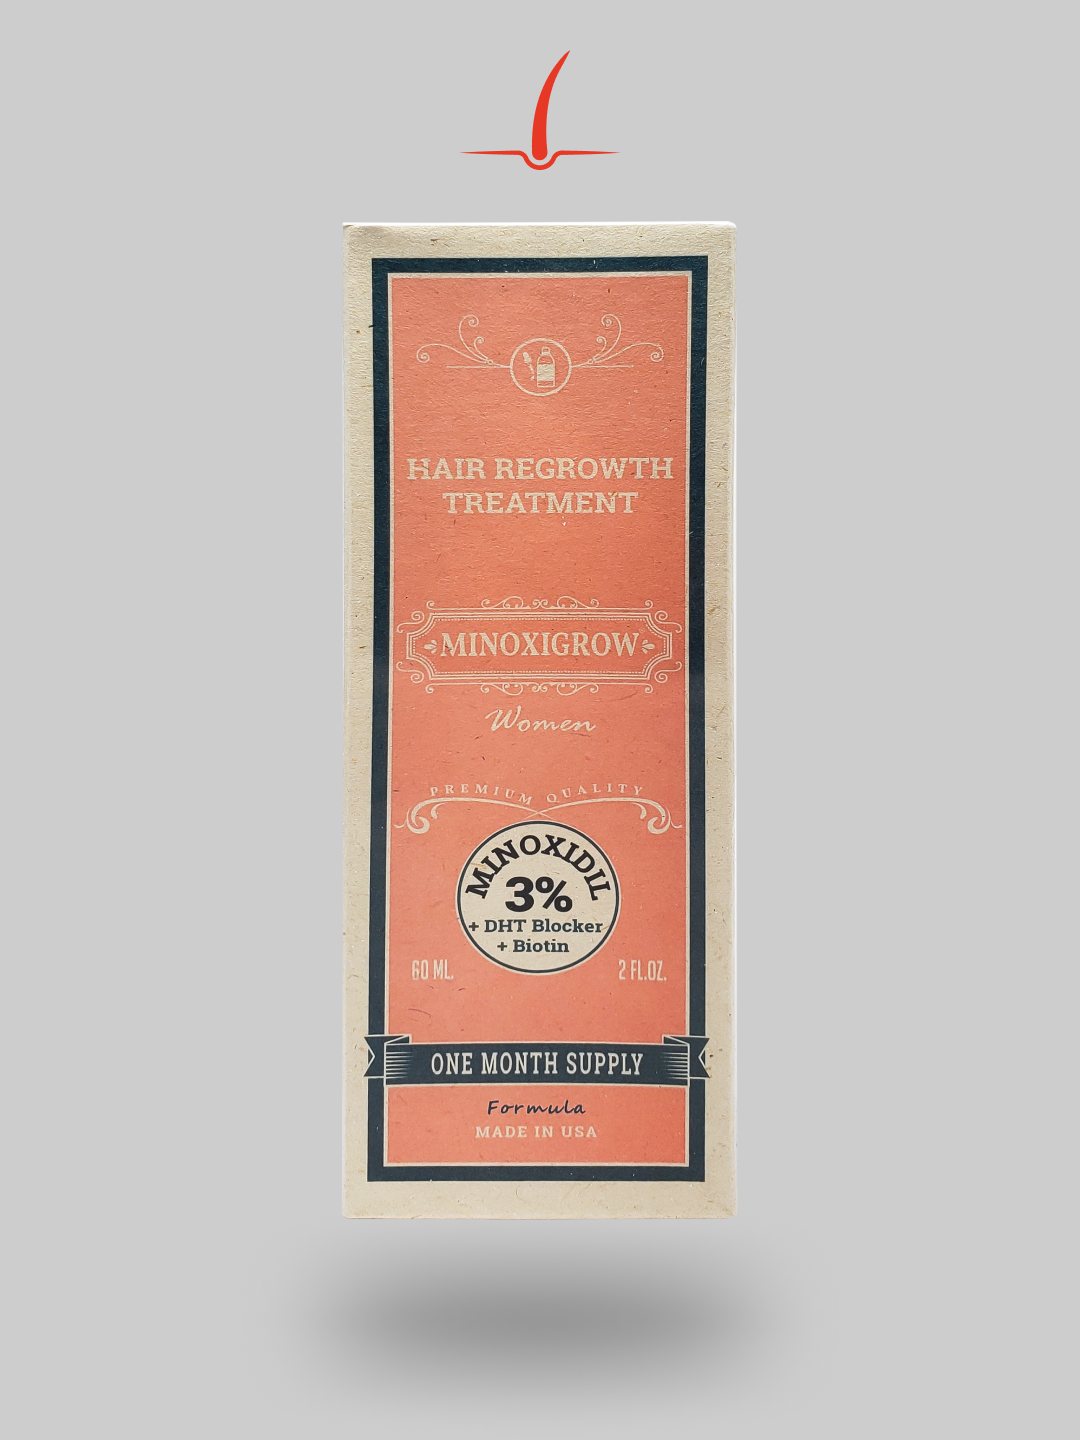 HAIR REGROWTH
TREATMENT
MINOXIGROW
Women
PREMIUM QUALITY
MINOXIDIL
3%
+ DHT Blocker
+ Biotin
60 ML.
2 FL.OZ.
ONE MONTH SUPPLY
Formula
MADE IN USA